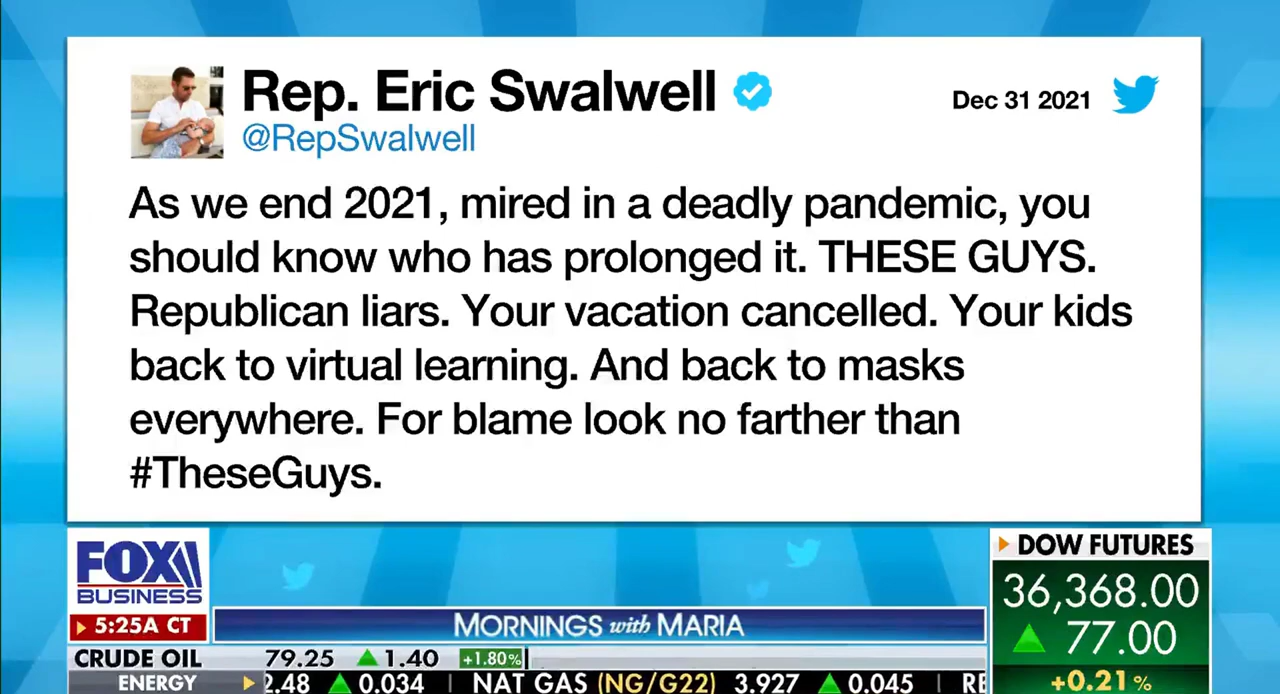 Rep. Eric Swalwell
Dec 31 2021
@RepSwalwell
As we end 2021, mired in a deadly pandemic, you
should know who has prolonged it. THESE GUYS.
Republican liars. Your vacation cancelled. Your kids
back to virtual learning. And back to masks
everywhere. For blame look no farther than
#TheseGuys.
FOX
BUSINESS
5:25A CT
MORNINGS with MARIA
DOW FUTURES
36,368.00
77.00
+0.21%
CRUDE OIL 79.25 1.40 +1.80%
ENERGY 2.48 0.034 NAT GAS (NG/G22) 3.927 0.045 RE